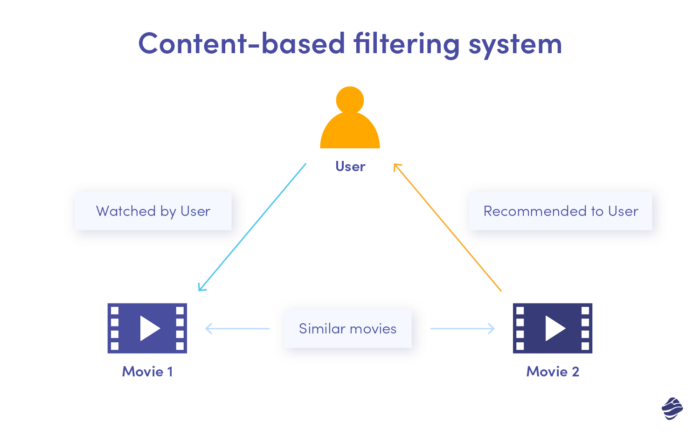 Content-based filtering system
User
Watched by User
Recommended to User
Similar movies
Movie 1
Movie 2